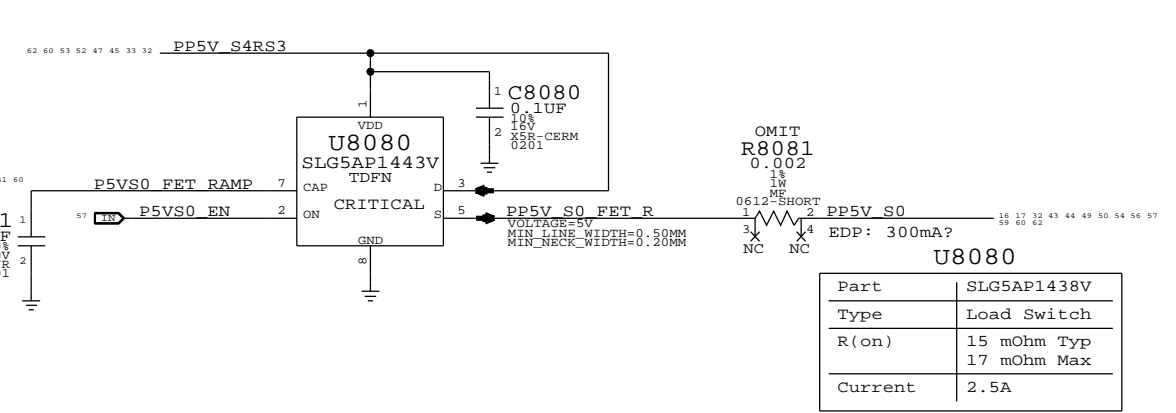 62 60 53 52 47 45 33 32 PP5V_S4RS3
1
VDD
U8080
SLG5AP1443V
TDFN
CRITICAL
7 CAP
2 ON
D 3
S 5
GND
8
1 C8080
0.1UF
10%
16V
2 X5R-CERM
0201
60
P5VS0_FET_RAMP
57 IN P5VS0_EN
1
1
F
2
PP5V_S0_FET_R
VOLTAGE=5V
MIN_LINE_WIDTH=0.50MM
MIN_NECK_WIDTH=0.20MM
OMIT
R8081
0.002
1%
1W
MF
0612-SHORT
1 2 PP5V_S0
3 4
NC NC
16 17 32 43 44 49 50 54 56 57
59 60 62
EDP: 300mA?
U8080
Part SLG5AP1438V
Type Load Switch
R(on) 15 mOhm Typ
17 mOhm Max
Current 2.5A